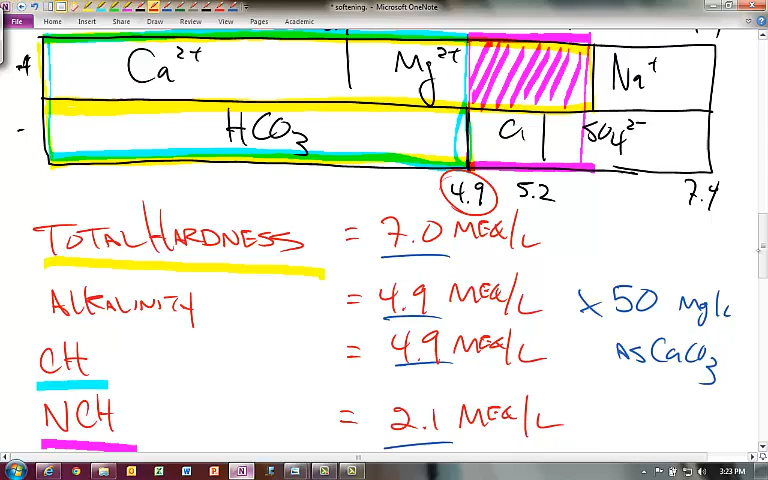 * softening. - Microsoft OneNote
File Home Insert Share Draw History Review View Pages Academic
+ Ca2+ Mg2+ Na+
- HCO3 Cl SO42-
4.9 5.2 7.4
TOTAL HARDNESS = 7.0 MEQ/L
ALKALINITY = 4.9 MEQ/L x 50 Mg/L
CH = 4.9 MEQ/L AS CaCO3
NCH = 2.1 MEQ/L
3:23 PM